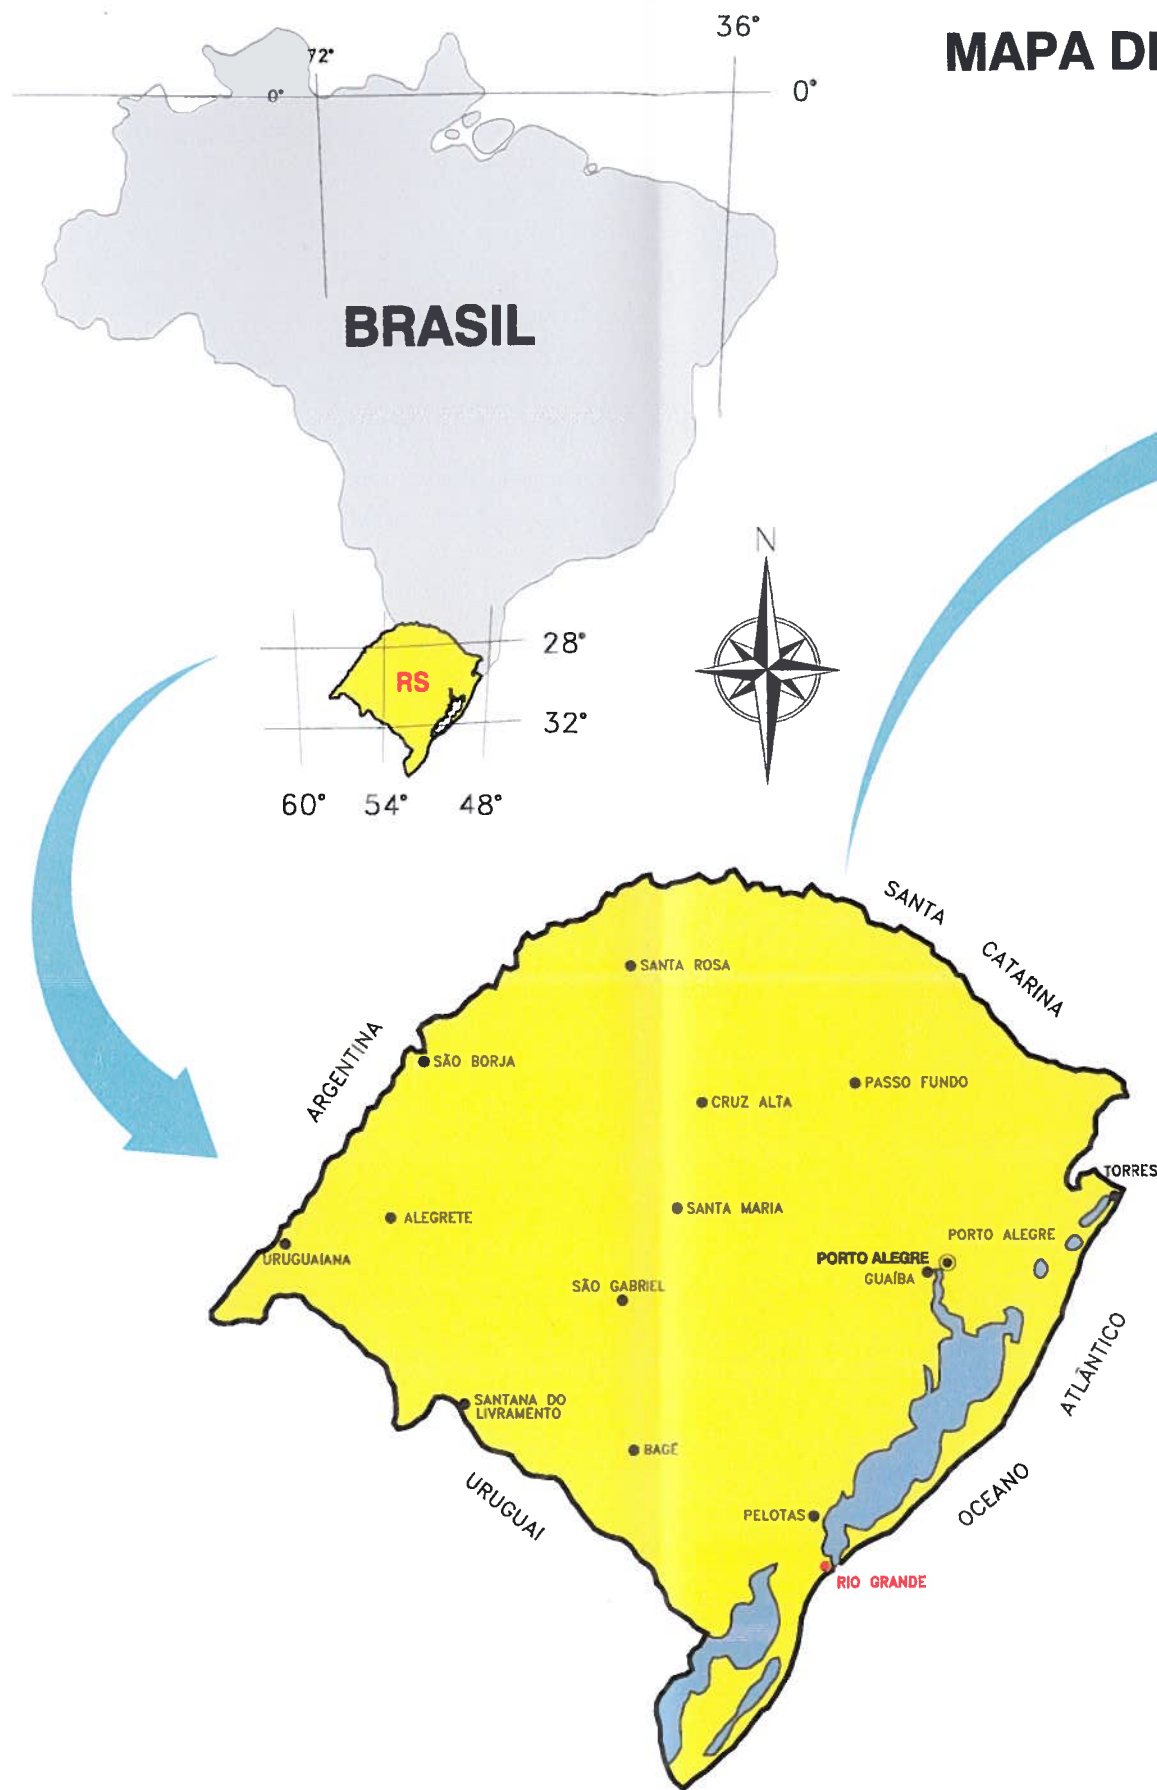 36°
MAPA DE
72°
0°
0°
BRASIL
N
28°
RS
32°
60° 54° 48°
SANTA
CATARINA
SANTA ROSA
ARGENTINA
SÃO BORJA
PASSO FUNDO
CRUZ ALTA
TORRES
SANTA MARIA
ALEGRETE
PORTO ALEGRE
URUGUAIANA
PORTO ALEGRE
GUAÍBA
SÃO GABRIEL
ATLÂNTICO
SANTANA DO
LIVRAMENTO
BAGÉ
OCEANO
URUGUAI
PELOTAS
RIO GRANDE